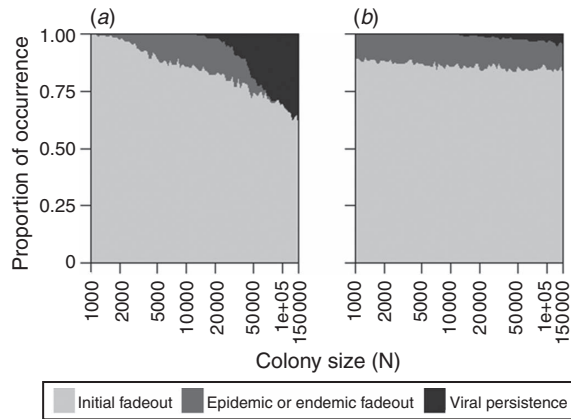 (a)
(b)
Proportion of occurrence
1.00
0.75
0.50
0.25
0
1000
2000
5000
10000
20000
50000
1e+05
150000
1000
2000
5000
10000
20000
50000
1e+05
150000
Colony size (N)
Initial fadeout
Epidemic or endemic fadeout
Viral persistence